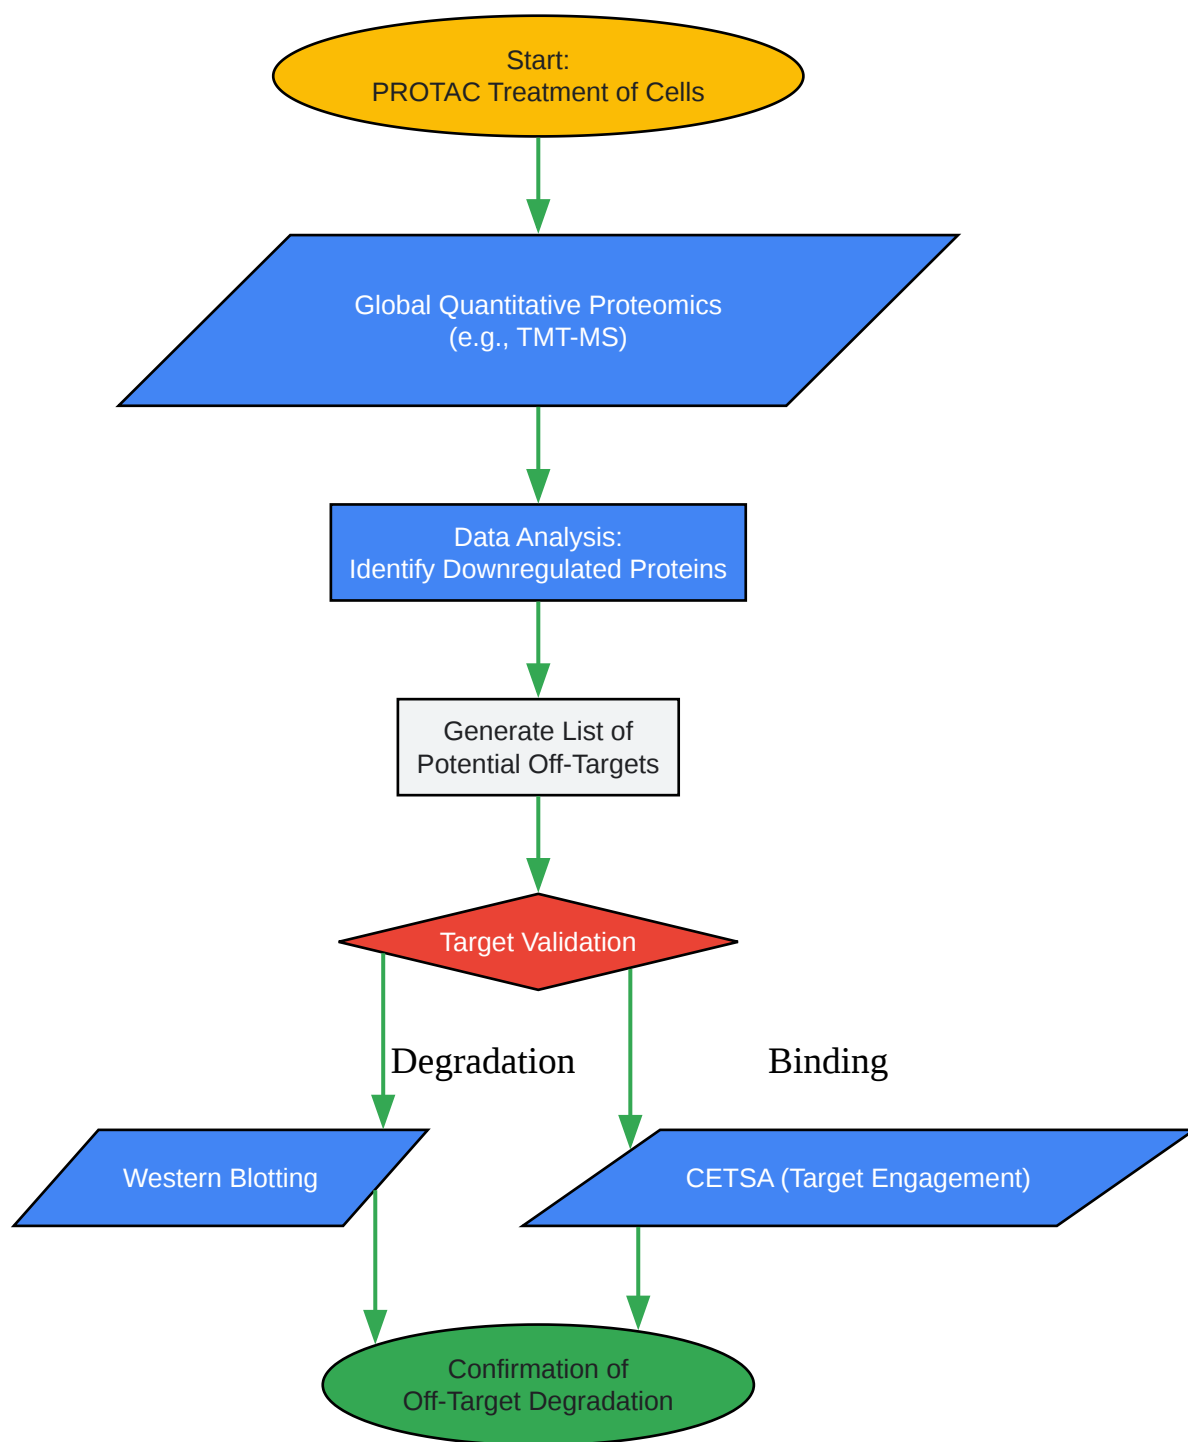 Start:
PROTAC Treatment of Cells
Global Quantitative Proteomics
(e.g., TMT-MS)
Data Analysis:
Identify Downregulated Proteins
Generate List of
Potential Off-Targets
Target Validation
Degradation
Binding
Western Blotting
CETSA (Target Engagement)
Confirmation of
Off-Target Degradation